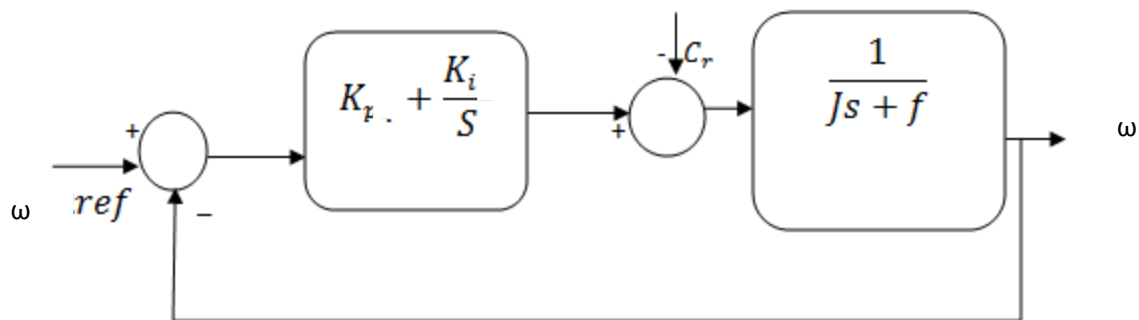 ω ref
+
−
K_p + K_i/S
+
- C_r
1/(Js + f)
ω